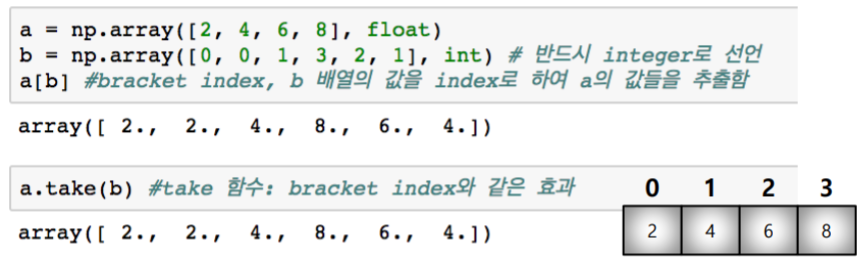 a = np.array([2, 4, 6, 8], float)
b = np.array([0, 0, 1, 3, 2, 1], int) # 반드시 integer로 선언
a[b] #bracket index, b 배열의 값을 index로 하여 a의 값들을 추출함
array([ 2., 2., 4., 8., 6., 4.])
a.take(b) #take 함수: bracket index와 같은 효과
0 1 2 3
array([ 2., 2., 4., 8., 6., 4.])
2 4 6 8